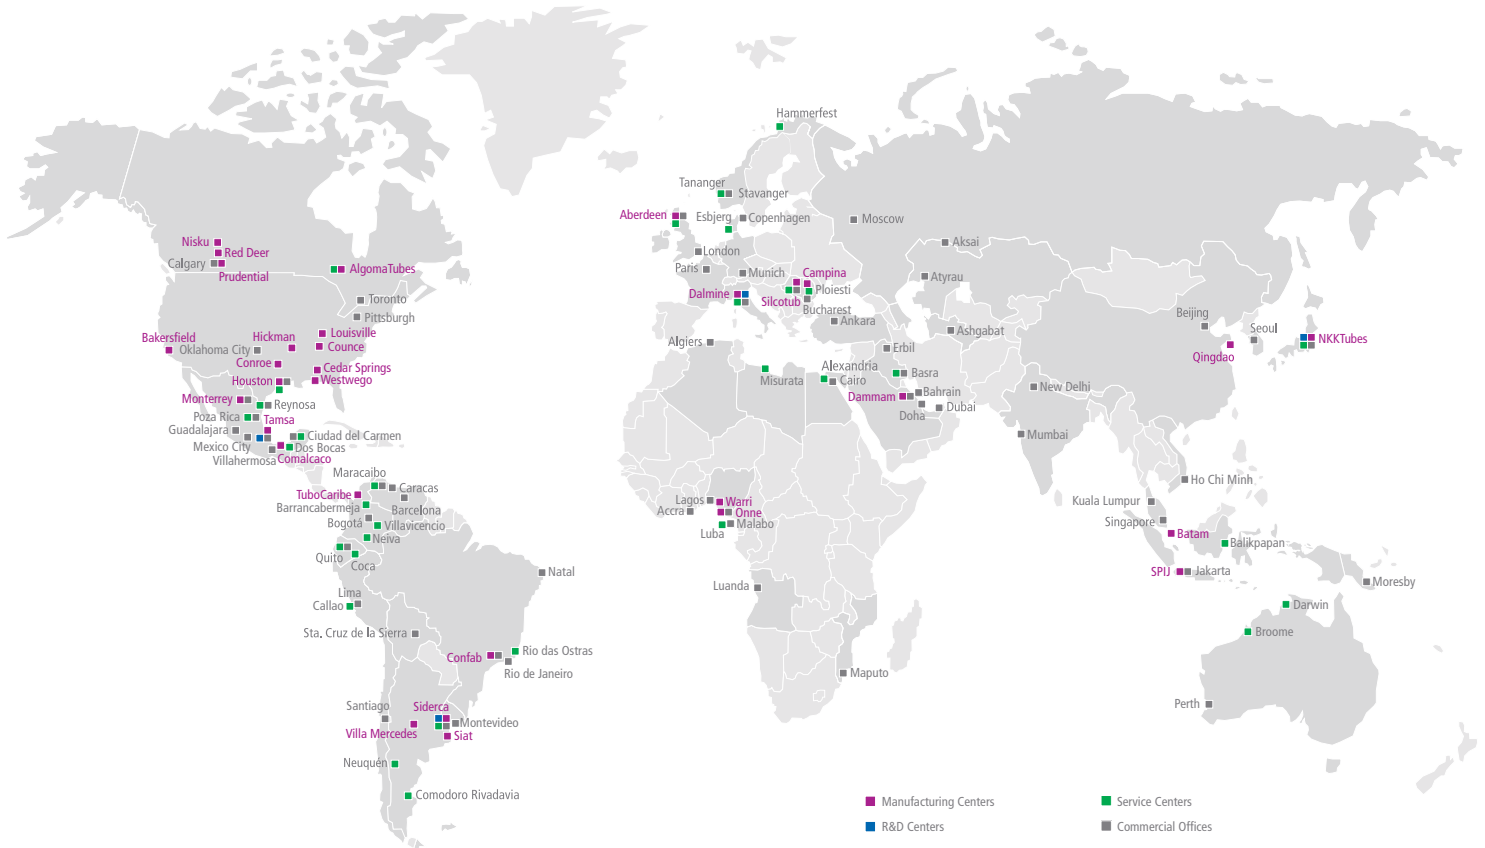 Hammerfest
Tananger
Stavanger
Aberdeen
Esbjerg
Copenhagen
Moscow
Nisku
Red Deer
Calgary
Prudential
AlgomaTubes
London
Paris
Munich
Campina
Aksai
Atyrau
Dalmine
Silcotub
Ploiesti
Bucharest
Ankara
Toronto
Pittsburgh
Bakersfield
Hickman
Louisville
Oklahoma City
Counce
Conroe
Cedar Springs
Houston
Westwego
Monterrey
Reynosa
Poza Rica
Tamsa
Guadalajara
Ciudad del Carmen
Mexico City
Dos Bocas
Villahermosa
Comalcaco
Algiers
Misurata
Alexandria
Cairo
Erbil
Basra
Ashgabat
Dammam
Bahrain
Doha
Dubai
Beijing
Seoul
Qingdao
NKKTubes
New Delhi
Mumbai
Maracaibo
Caracas
TuboCaribe
Barrancabermeja
Barcelona
Bogotá
Villavicencio
Neiva
Quito
Coca
Lagos
Warri
Accra
Onne
Luba
Malabo
Ho Chi Minh
Kuala Lumpur
Singapore
Batam
Balikpapan
SPIJ
Jakarta
Moresby
Natal
Luanda
Lima
Callao
Sta. Cruz de la Sierra
Darwin
Broome
Confab
Rio das Ostras
Rio de Janeiro
Maputo
Santiago
Siderca
Montevideo
Villa Mercedes
Siat
Perth
Neuquén
Comodoro Rivadavia
Manufacturing Centers
Service Centers
R&D Centers
Commercial Offices